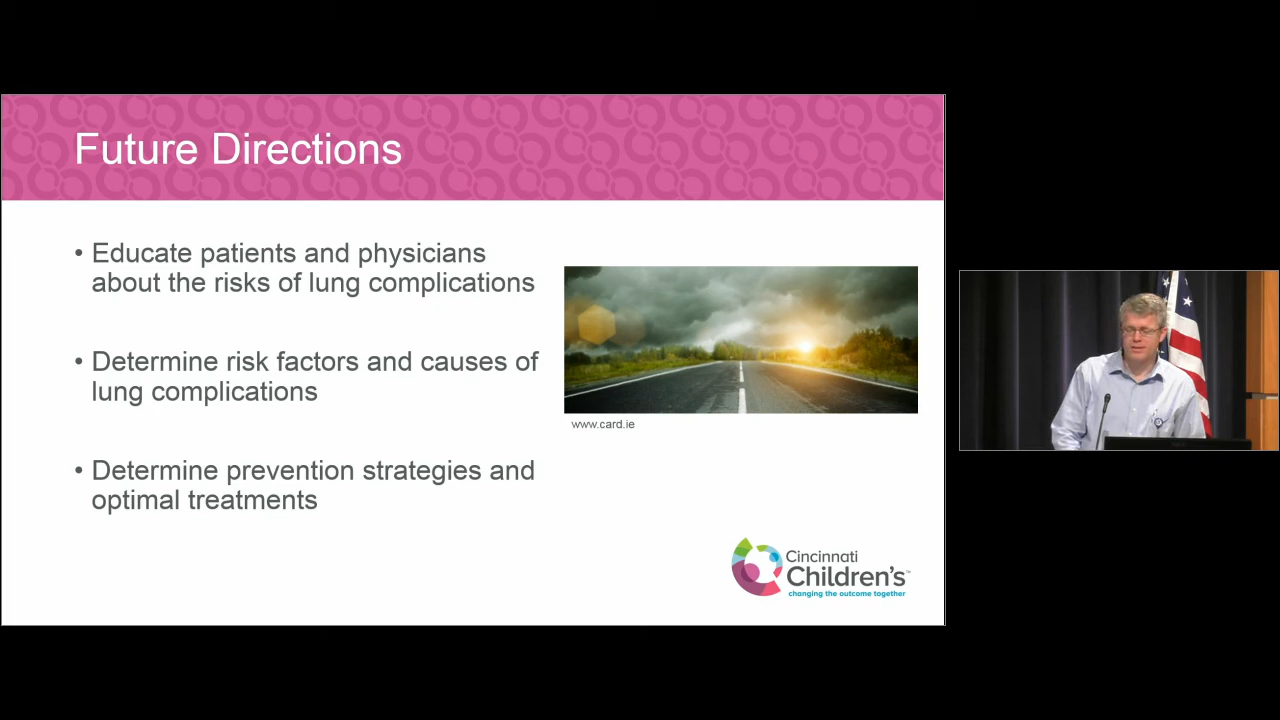 Future Directions
• Educate patients and physicians
about the risks of lung complications
• Determine risk factors and causes of
lung complications
• Determine prevention strategies and
optimal treatments
www.card.ie
Cincinnati
Children's™
changing the outcome together